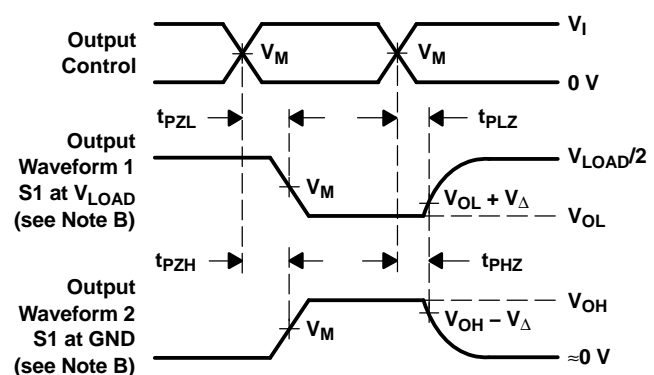 Output
Control
V_M
V_M
V_I
0 V
t_PZL
t_PLZ
Output
Waveform 1
S1 at V_LOAD
(see Note B)
V_M
V_LOAD/2
V_OL + V_Δ
V_OL
t_PZH
t_PHZ
Output
Waveform 2
S1 at GND
(see Note B)
V_M
V_OH
V_OH − V_Δ
≈0 V